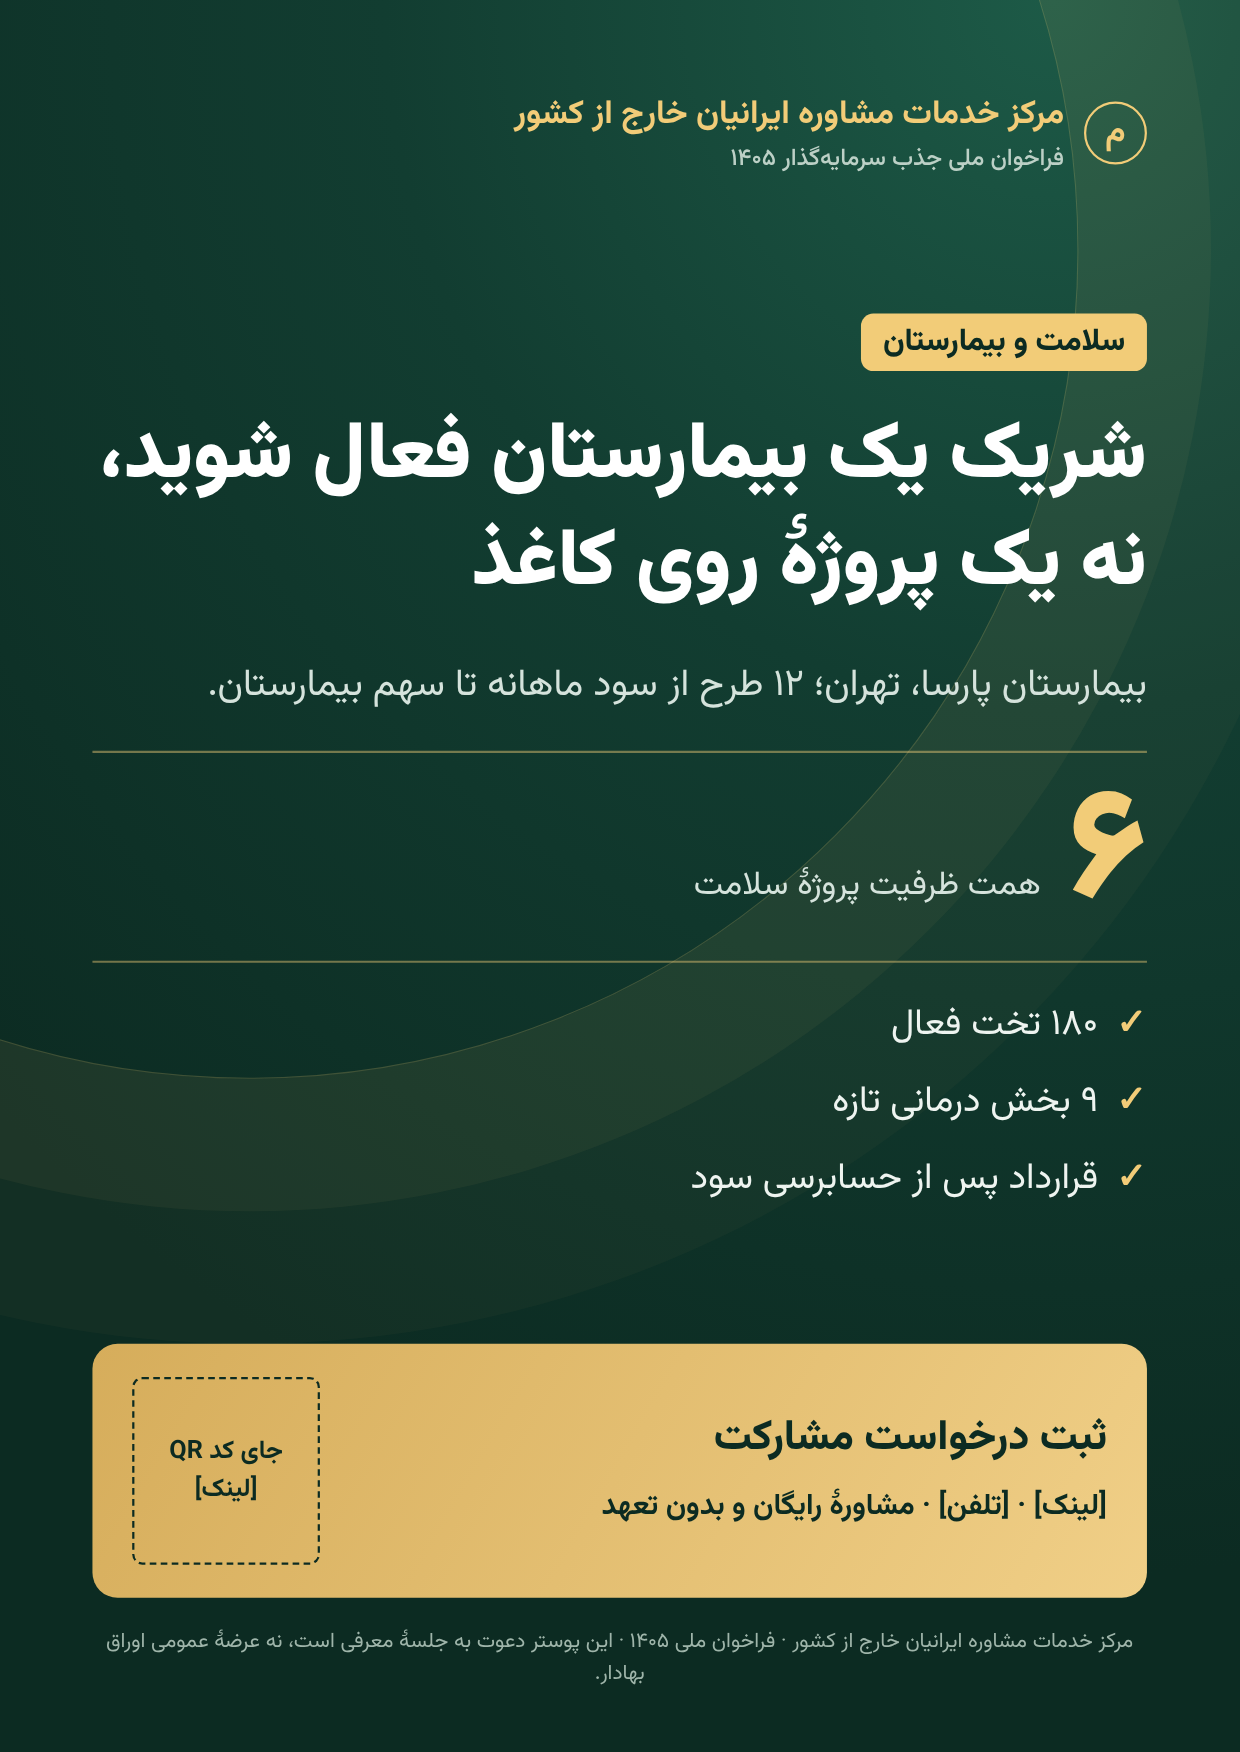 م
مرکز خدمات مشاوره ایرانیان خارج از کشور
فراخوان ملی جذب سرمایه‌گذار ۱۴۰۵
سلامت و بیمارستان
شریک یک بیمارستان فعال شوید،
نه یک پروژهٔ روی کاغذ
بیمارستان پارسا، تهران؛ ۱۲ طرح از سود ماهانه تا سهم بیمارستان.
۶
همت ظرفیت پروژهٔ سلامت
✓ ۱۸۰ تخت فعال
✓ ۹ بخش درمانی تازه
✓ قرارداد پس از حسابرسی سود
ثبت درخواست مشارکت
[لینک] · [تلفن] · مشاورهٔ رایگان و بدون تعهد
جای کد QR
[لینک]
مرکز خدمات مشاوره ایرانیان خارج از کشور · فراخوان ملی ۱۴۰۵ · این پوستر دعوت به جلسهٔ معرفی است، نه عرضهٔ عمومی اوراق
بهادار.